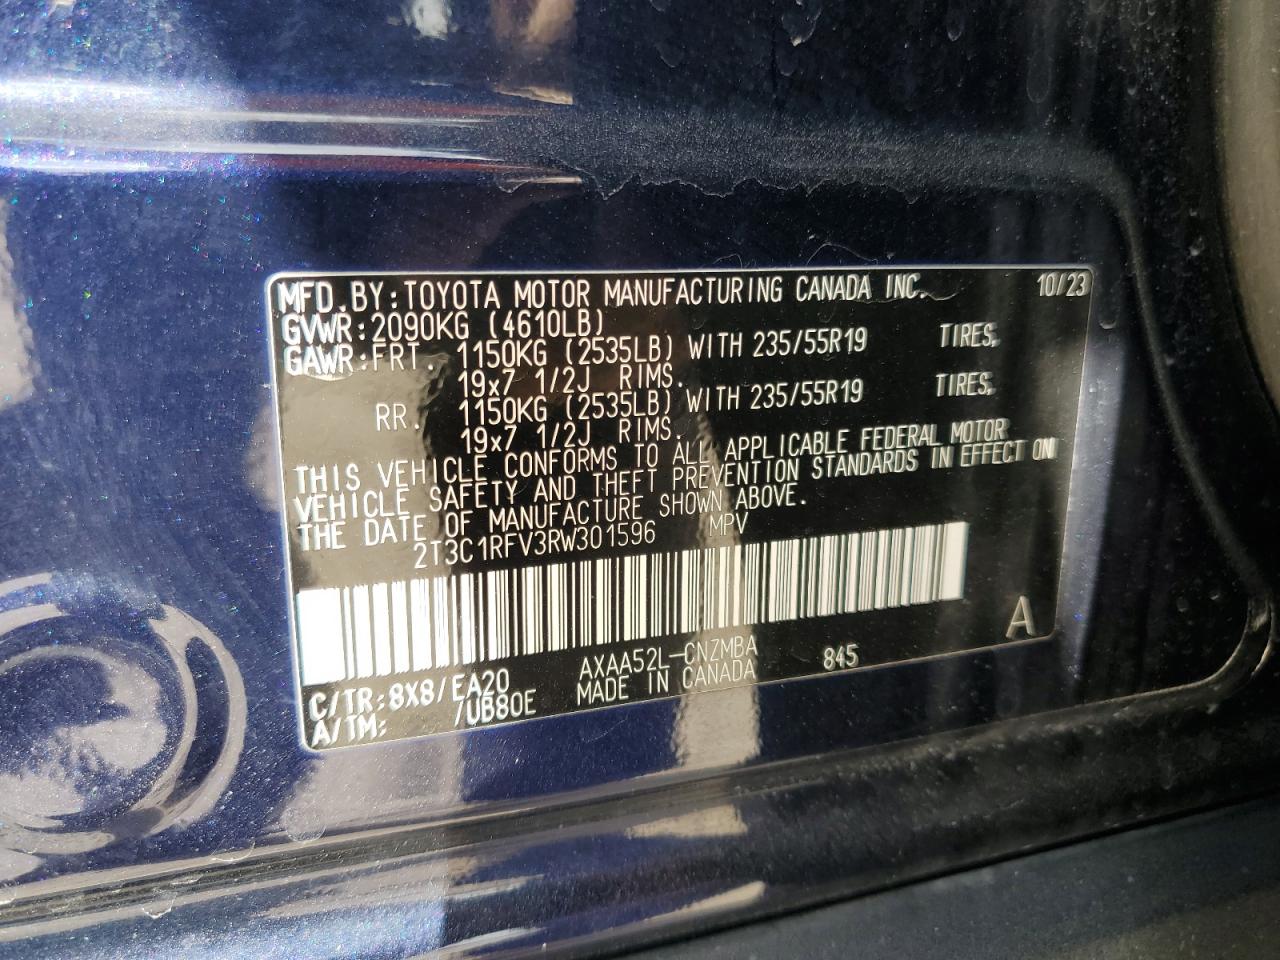 MFD.BY:TOYOTA MOTOR MANUFACTURING CANADA INC. 10/23
GVWR:2090KG (4610LB)
GAWR:FRT. 1150KG (2535LB) WITH 235/55R19 TIRES,
19x7 1/2J RIMS.
RR. 1150KG (2535LB) WITH 235/55R19 TIRES,
19x7 1/2J RIMS.
THIS VEHICLE CONFORMS TO ALL APPLICABLE FEDERAL MOTOR
VEHICLE SAFETY AND THEFT PREVENTION STANDARDS IN EFFECT ON
THE DATE OF MANUFACTURE SHOWN ABOVE.
2T3C1RFV3RW301596 MPV
A
C/TR:8X8/EA20 AXAA52L-CNZMBA 845
A/TM: /UB80E MADE IN CANADA